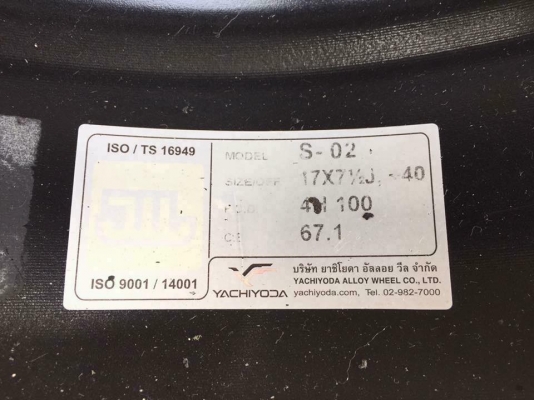 ISO / TS 16949
MODEL S-02
SIZE/OFF 17X7½J, +40
P.C.D 4H 100
CB 67.1
ISO 9001 / 14001
YACHIYODA
บริษัท ยาชิโยดา อัลลอย วีล จำกัด
YACHIYODA ALLOY WHEEL CO., LTD.
yachiyoda.com, Tel. 02-982-7000